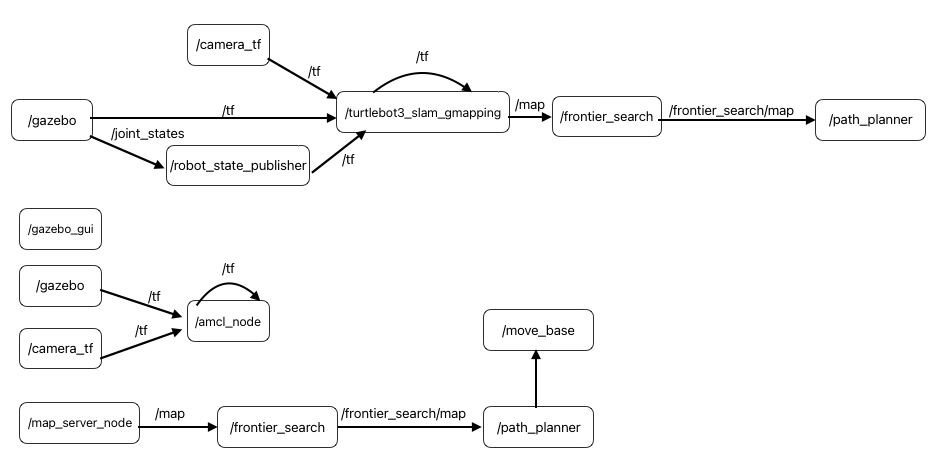 /camera_tf
/tf
/tf
/gazebo
/tf
/turtlebot3_slam_gmapping
/map
/frontier_search
/frontier_search/map
/path_planner
/joint_states
/robot_state_publisher
/tf
/gazebo_gui
/gazebo
/tf
/tf
/amcl_node
/camera_tf
/tf
/move_base
/map_server_node
/map
/frontier_search
/frontier_search/map
/path_planner